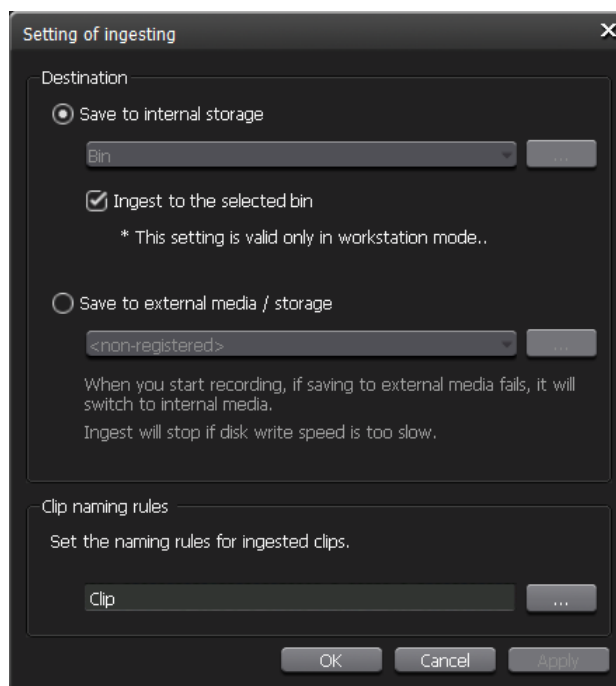 Setting of ingesting
Destination
Save to internal storage
Bin
...
Ingest to the selected bin
* This setting is valid only in workstation mode..
Save to external media / storage
<non-registered>
...
When you start recording, if saving to external media fails, it will
switch to internal media.
Ingest will stop if disk write speed is too slow.
Clip naming rules
Set the naming rules for ingested clips.
Clip
...
OK
Cancel
Apply